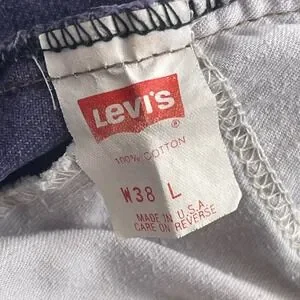 Levi's
®
100% COTTON
W38 L
MADE IN U.S.A.
CARE ON REVERSE